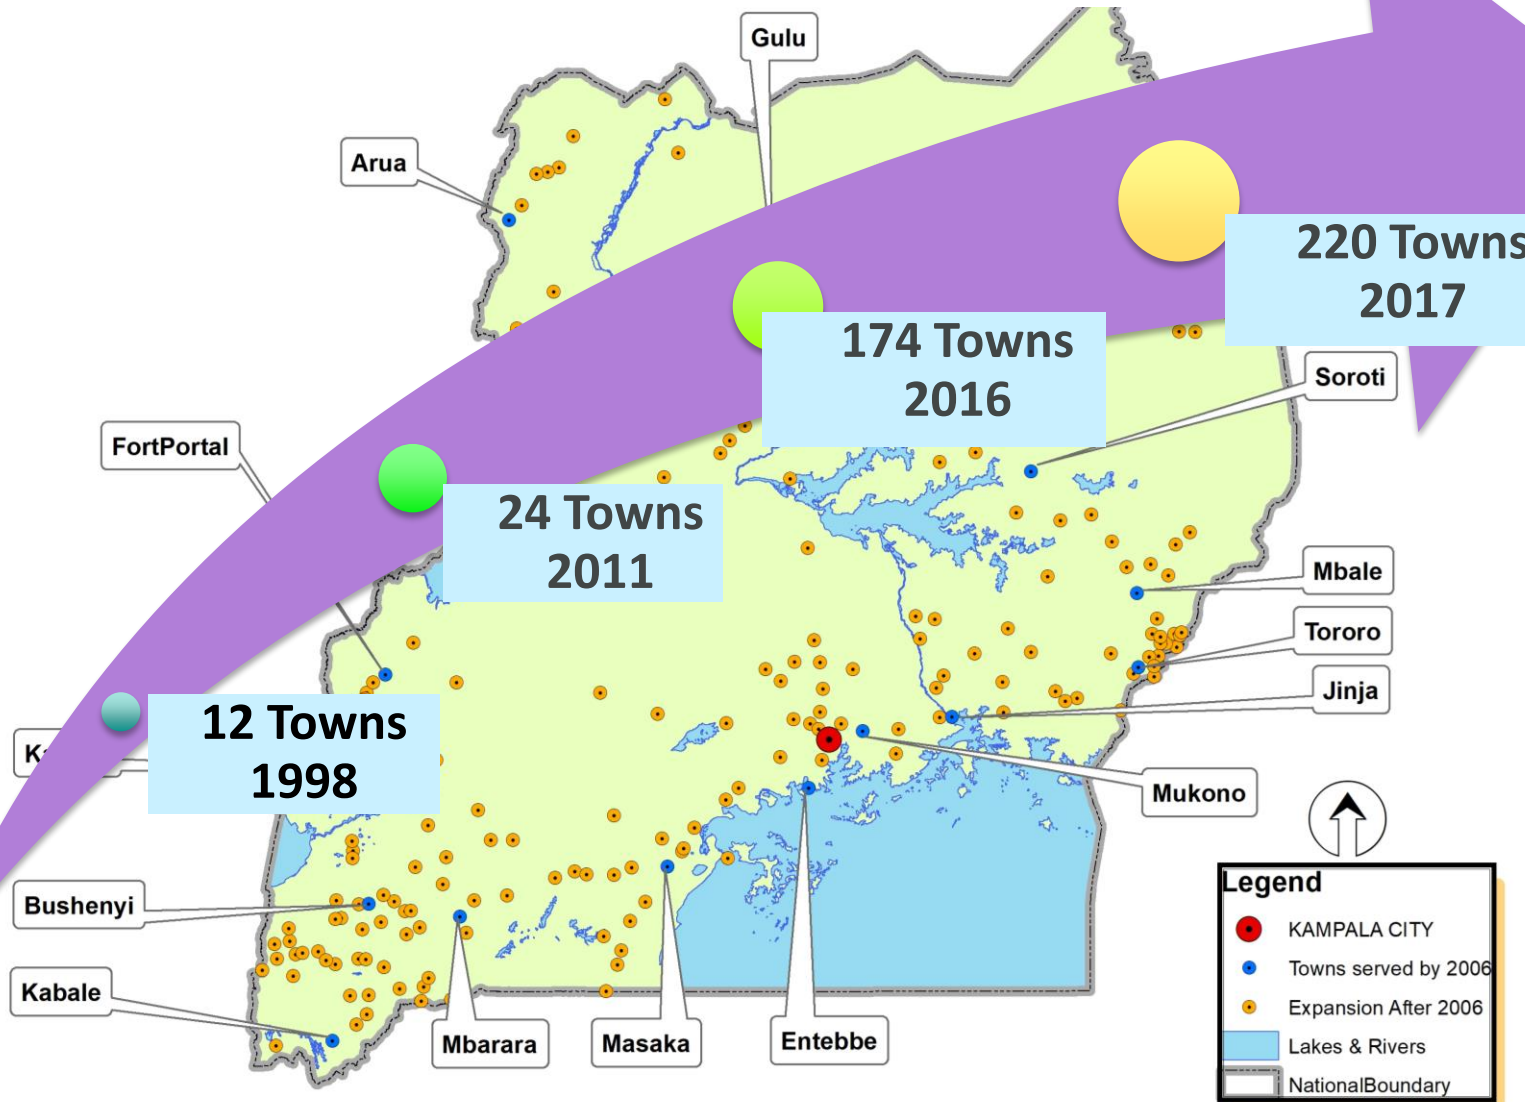 Gulu
Arua
220 Towns
2017
174 Towns
2016
Soroti
FortPortal
24 Towns
2011
Mbale
Tororo
Jinja
12 Towns
1998
Mukono
Legend
KAMPALA CITY
Towns served by 2006
Expansion After 2006
Lakes & Rivers
NationalBoundary
Bushenyi
Kabale
Mbarara
Masaka
Entebbe